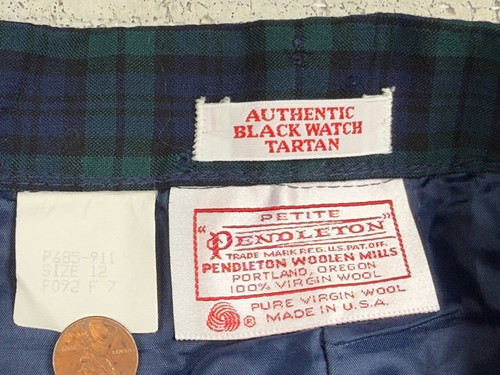 AUTHENTIC
BLACK WATCH
TARTAN
P685-911
SIZE 12
F092 F 7
PETITE
"PENDLETON"
TRADE MARK REG. U.S. PAT. OFF.
PENDLETON WOOLEN MILLS
PORTLAND, OREGON
100% VIRGIN WOOL
PURE VIRGIN WOOL
® MADE IN U.S.A.